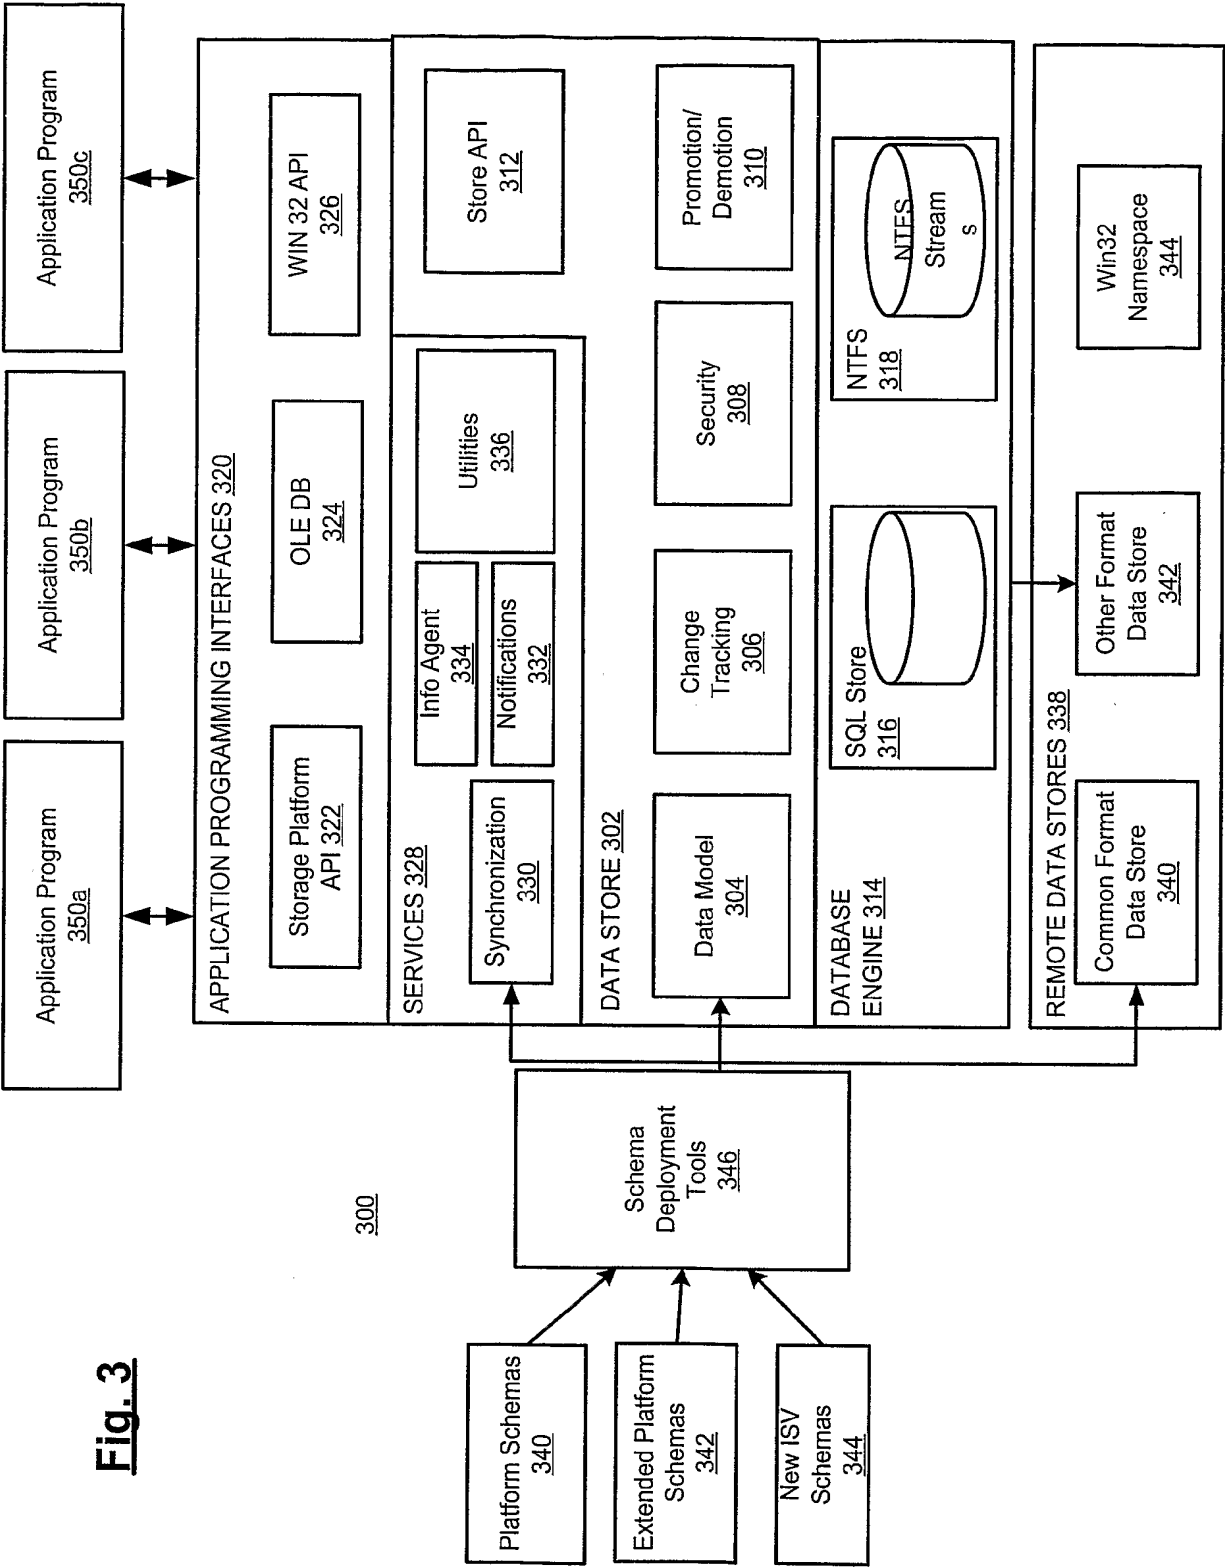 Fig. 3
300
Application Program
350a
Application Program
350b
Application Program
350c
APPLICATION PROGRAMMING INTERFACES 320
Storage Platform
API 322
OLE DB
324
WIN 32 API
326
SERVICES 328
Synchronization
330
Info Agent
334
Notifications
332
Utilities
336
Store API
312
DATA STORE 302
Data Model
304
Change
Tracking
306
Security
308
Promotion/
Demotion
310
DATABASE
ENGINE 314
SQL Store
316
NTFS
318
NTFS
Stream
s
REMOTE DATA STORES 338
Common Format
Data Store
340
Other Format
Data Store
342
Win32
Namespace
344
Schema
Deployment
Tools
346
Platform Schemas
340
Extended Platform
Schemas
342
New ISV
Schemas
344